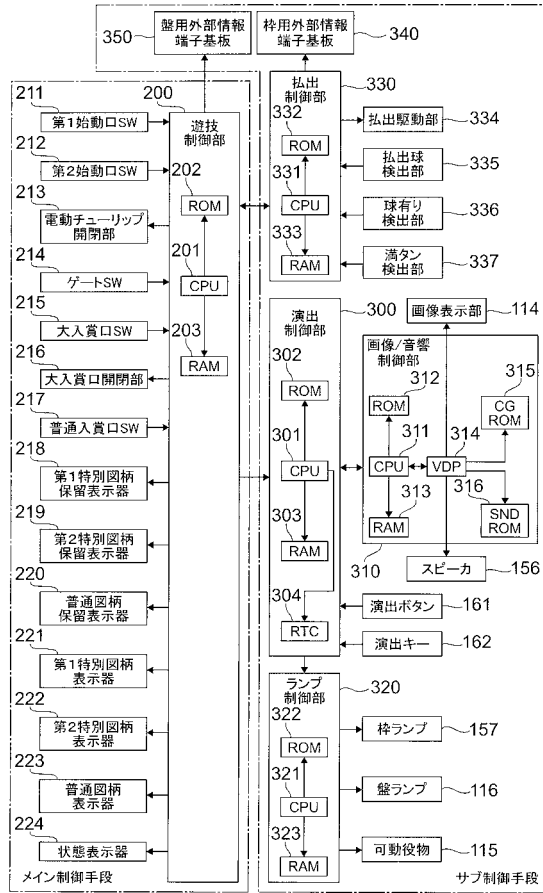 350
盤用外部情報
端子基板
枠用外部情報
端子基板
340
211
第1始動口SW
212
第2始動口SW
213
電動チューリップ
開閉部
214
ゲートSW
215
大入賞口SW
216
大入賞口開閉部
217
普通入賞口SW
218
第1特別図柄
保留表示器
219
第2特別図柄
保留表示器
220
普通図柄
保留表示器
221
第1特別図柄
表示器
222
第2特別図柄
表示器
223
普通図柄
表示器
224
状態表示器
メイン制御手段
200
遊技
制御部
202
ROM
201
CPU
203
RAM
330
払出
制御部
332
ROM
331
CPU
333
RAM
払出駆動部
334
払出球
検出部
335
球有り
検出部
336
満タン
検出部
337
300
演出
制御部
302
ROM
301
CPU
303
RAM
304
RTC
画像表示部
114
画像/音響
制御部
312
ROM
311
CPU
313
RAM
314
VDP
315
CG
ROM
316
SND
ROM
310
スピーカ
156
演出ボタン
161
演出キー
162
ランプ
制御部
320
322
ROM
321
CPU
323
RAM
枠ランプ
157
盤ランプ
116
可動役物
115
サブ制御手段